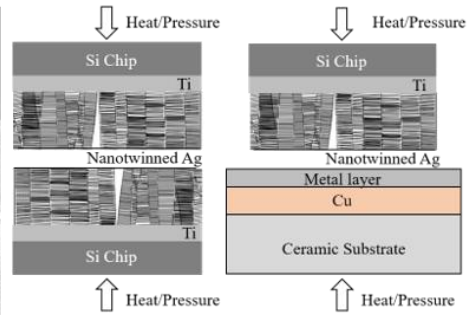 Heat/Pressure
Si Chip
Ti
Nanotwinned Ag
Ti
Si Chip
Heat/Pressure
Heat/Pressure
Si Chip
Ti
Nanotwinned Ag
Metal layer
Cu
Ceramic Substrate
Heat/Pressure